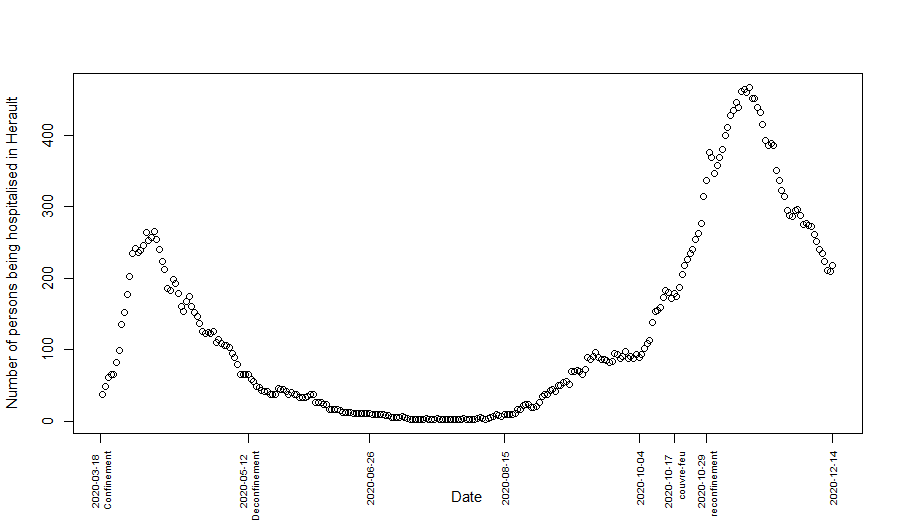 Number of persons being hospitalised in Herault
400
300
200
100
0
2020-03-18
Confinement
2020-05-12
Deconfinement
2020-06-26
2020-08-15
2020-10-04
2020-10-17
couvre-feu
2020-10-29
reconfinement
2020-12-14
Date